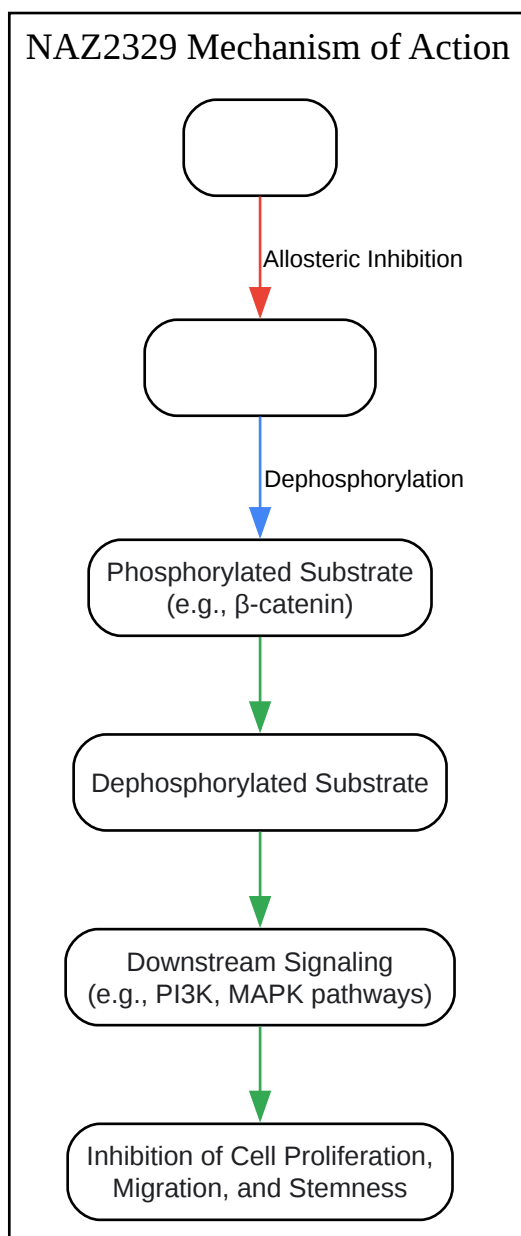 NAZ2329 Mechanism of Action
Allosteric Inhibition
Dephosphorylation
Phosphorylated Substrate
(e.g., β-catenin)
Dephosphorylated Substrate
Downstream Signaling
(e.g., PI3K, MAPK pathways)
Inhibition of Cell Proliferation,
Migration, and Stemness